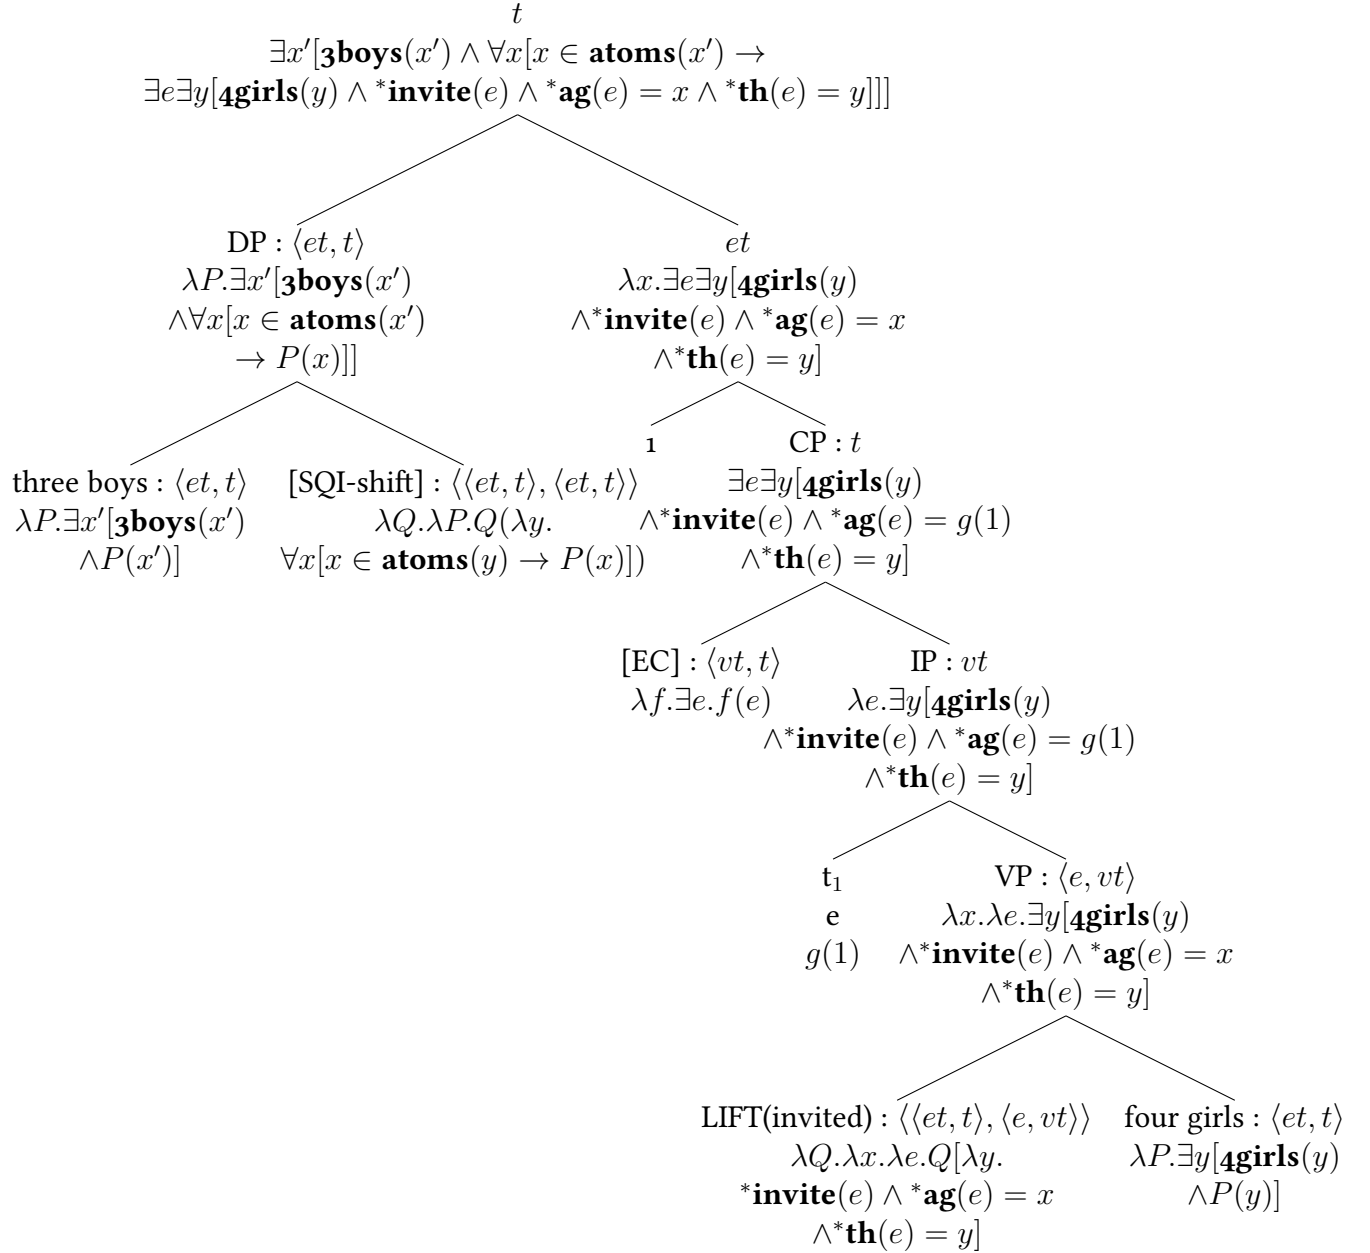 t
∃x′[3boys(x′) ∧ ∀x[x ∈ atoms(x′) →
∃e∃y[4girls(y) ∧ *invite(e) ∧ *ag(e) = x ∧ *th(e) = y]]]
DP : ⟨et, t⟩
λP.∃x′[3boys(x′)
∧∀x[x ∈ atoms(x′)
→ P(x)]]
et
λx.∃e∃y[4girls(y)
∧*invite(e) ∧ *ag(e) = x
∧*th(e) = y]
three boys : ⟨et, t⟩
λP.∃x′[3boys(x′)
∧P(x′)]
[SQI-shift] : ⟨⟨et, t⟩, ⟨et, t⟩⟩
λQ.λP.Q(λy.
∀x[x ∈ atoms(y) → P(x)])
1
CP : t
∃e∃y[4girls(y)
∧*invite(e) ∧ *ag(e) = g(1)
∧*th(e) = y]
[EC] : ⟨vt, t⟩
λf.∃e.f(e)
IP : vt
λe.∃y[4girls(y)
∧*invite(e) ∧ *ag(e) = g(1)
∧*th(e) = y]
t₁
e
g(1)
VP : ⟨e, vt⟩
λx.λe.∃y[4girls(y)
∧*invite(e) ∧ *ag(e) = x
∧*th(e) = y]
LIFT(invited) : ⟨⟨et, t⟩, ⟨e, vt⟩⟩
λQ.λx.λe.Q[λy.
*invite(e) ∧ *ag(e) = x
∧*th(e) = y]
four girls : ⟨et, t⟩
λP.∃y[4girls(y)
∧P(y)]